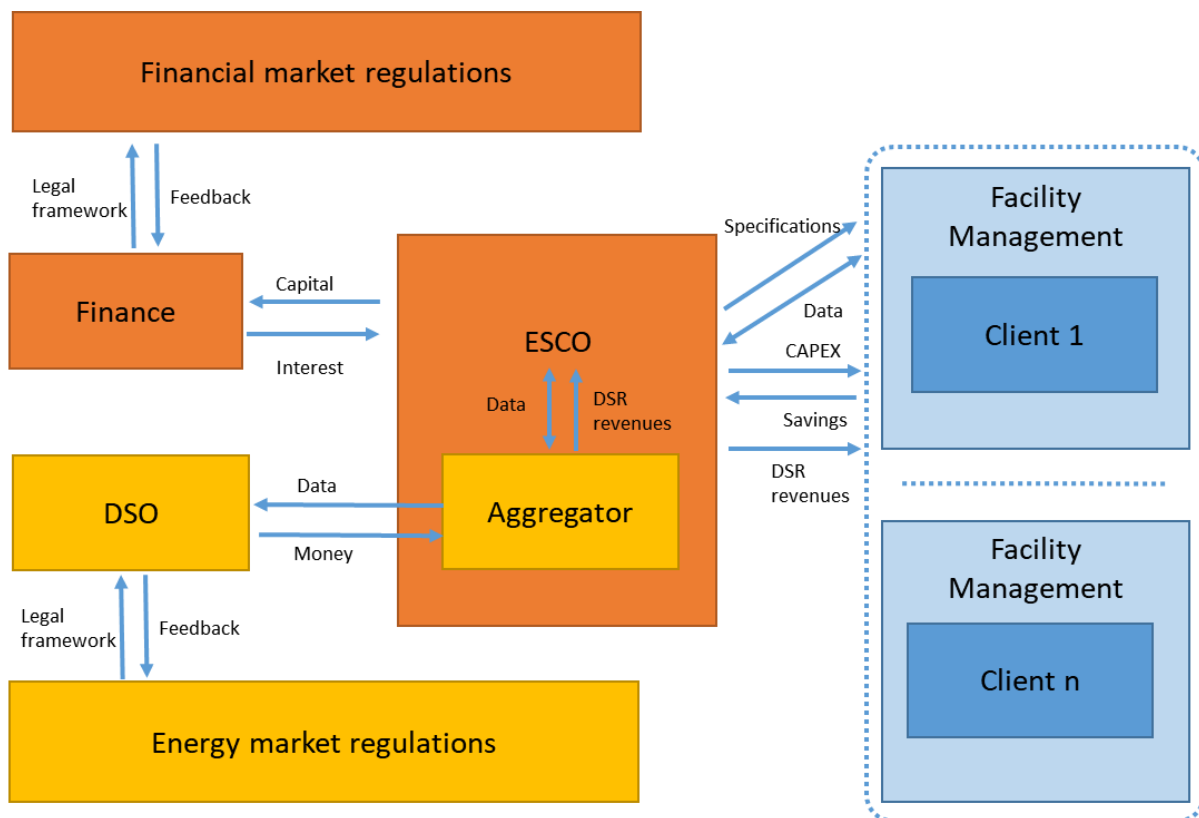 Financial market regulations
Legal
framework
Feedback
Finance
Capital
Interest
ESCO
Data
DSR
revenues
Aggregator
DSO
Data
Money
Legal
framework
Feedback
Energy market regulations
Specifications
Data
CAPEX
Savings
DSR
revenues
Facility
Management
Client 1
Facility
Management
Client n